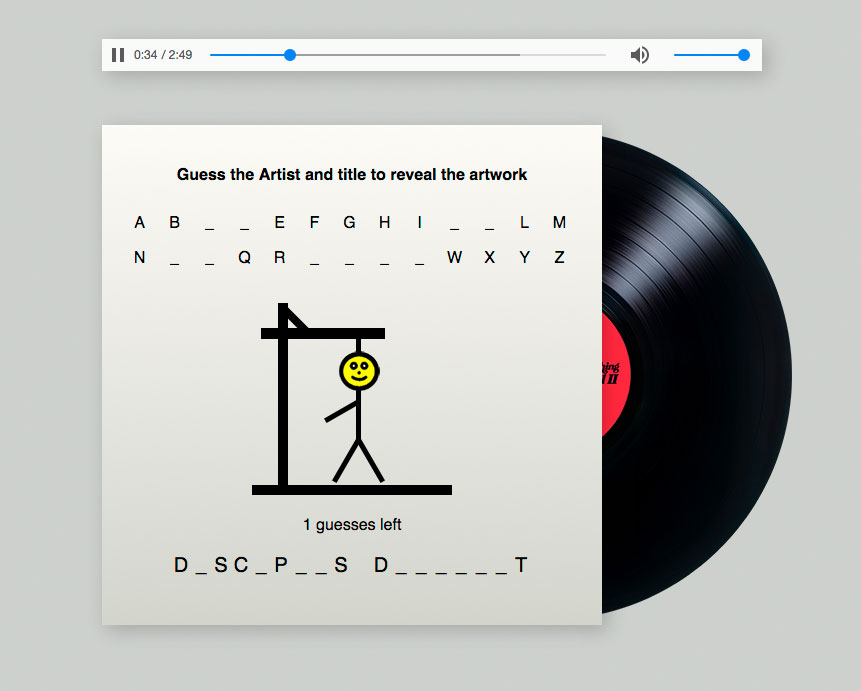 0:34 / 2:49
Guess the Artist and title to reveal the artwork
A B _ _ E F G H I _ _ L M
N _ _ Q R _ _ _ _ W X Y Z
1 guesses left
D _ S C _ P _ _ S D _ _ _ _ _ _ T